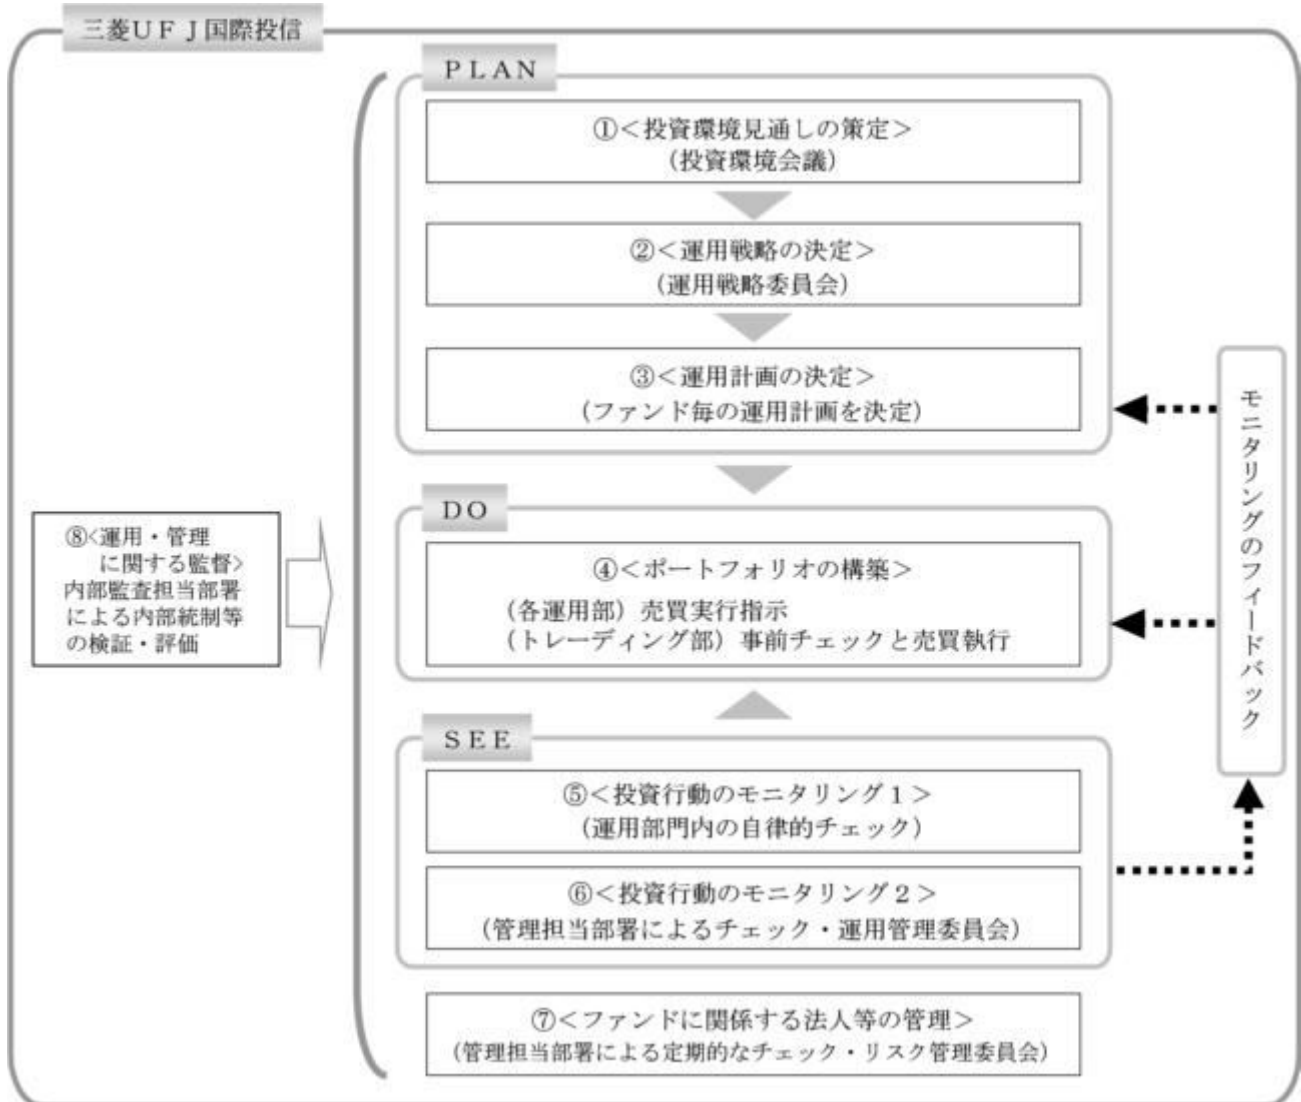 三菱ＵＦＪ国際投信
ＰＬＡＮ
①＜投資環境見通しの策定＞
（投資環境会議）
②＜運用戦略の決定＞
（運用戦略委員会）
③＜運用計画の決定＞
（ファンド毎の運用計画を決定）
ＤＯ
④＜ポートフォリオの構築＞
（各運用部）売買実行指示
（トレーディング部）事前チェックと売買執行
ＳＥＥ
⑤＜投資行動のモニタリング１＞
（運用部門内の自律的チェック）
⑥＜投資行動のモニタリング２＞
（管理担当部署によるチェック・運用管理委員会）
⑦＜ファンドに関係する法人等の管理＞
（管理担当部署による定期的なチェック・リスク管理委員会）
⑧<運用・管理
に関する監督>
内部監査担当部署
による内部統制等
の検証・評価
モニタリングのフィードバック